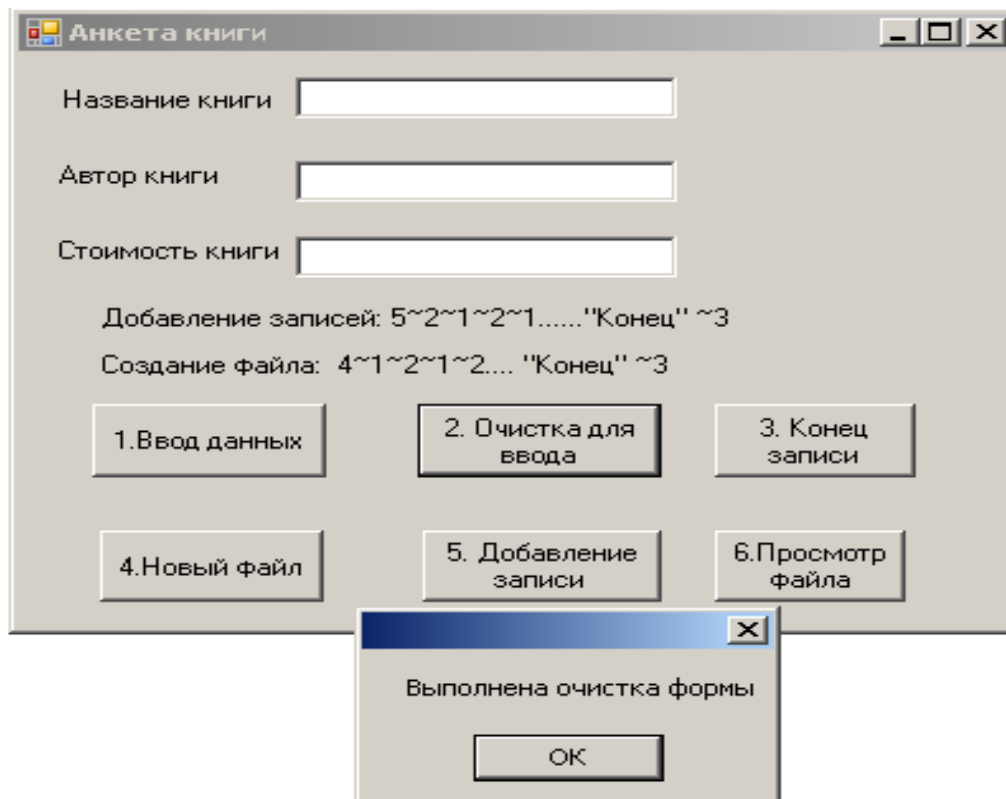 Анкета книги
Название книги
Автор книги
Стоимость книги
Добавление записей: 5~2~1~2~1......"Конец" ~3
Создание файла: 4~1~2~1~2.... "Конец" ~3
1.Ввод данных
2. Очистка для
ввода
3. Конец
записи
4.Новый файл
5. Добавление
записи
6.Просмотр
файла
Выполнена очистка формы
OK